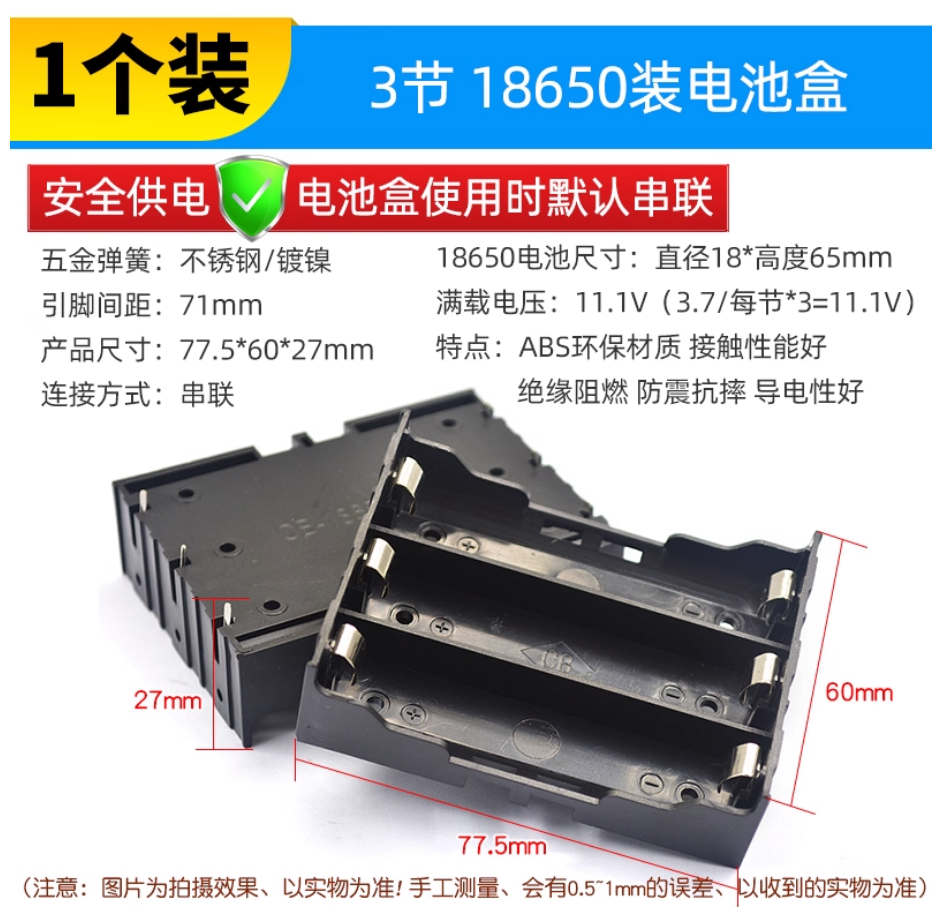 1个装
3节 18650装电池盒
安全供电 电池盒使用时默认串联
五金弹簧：不锈钢/镀镍
18650电池尺寸：直径18*高度65mm
引脚间距：71mm
满载电压：11.1V（3.7/每节*3=11.1V）
产品尺寸：77.5*60*27mm
特点：ABS环保材质 接触性能好
连接方式：串联
绝缘阻燃 防震抗摔 导电性好
CR
27mm
60mm
77.5mm
（注意：图片为拍摄效果、以实物为准! 手工测量、会有0.5~1mm的误差、以收到的实物为准）